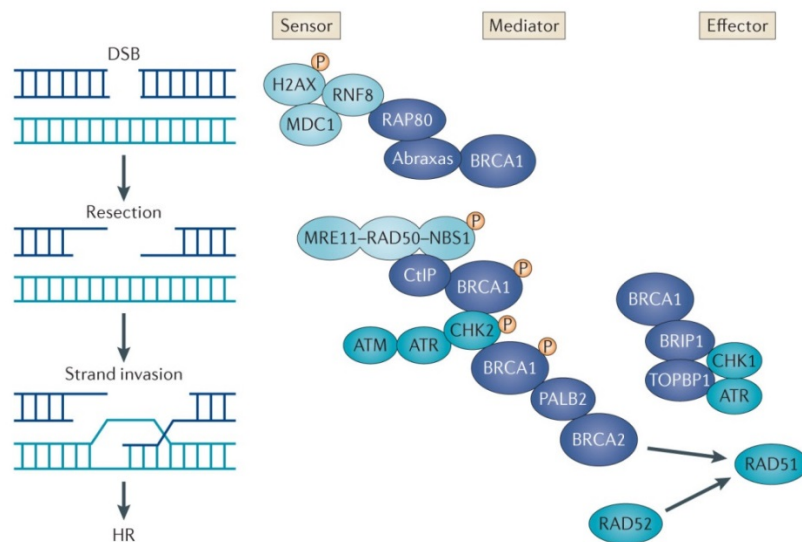 Sensor
Mediator
Effector
DSB
P
H2AX
RNF8
MDC1
RAP80
Abraxas
BRCA1
Resection
MRE11–RAD50–NBS1
P
CtIP
BRCA1
P
ATM
ATR
CHK2
P
BRCA1
P
PALB2
BRCA2
BRCA1
BRIP1
TOPBP1
CHK1
ATR
Strand invasion
RAD51
RAD52
HR